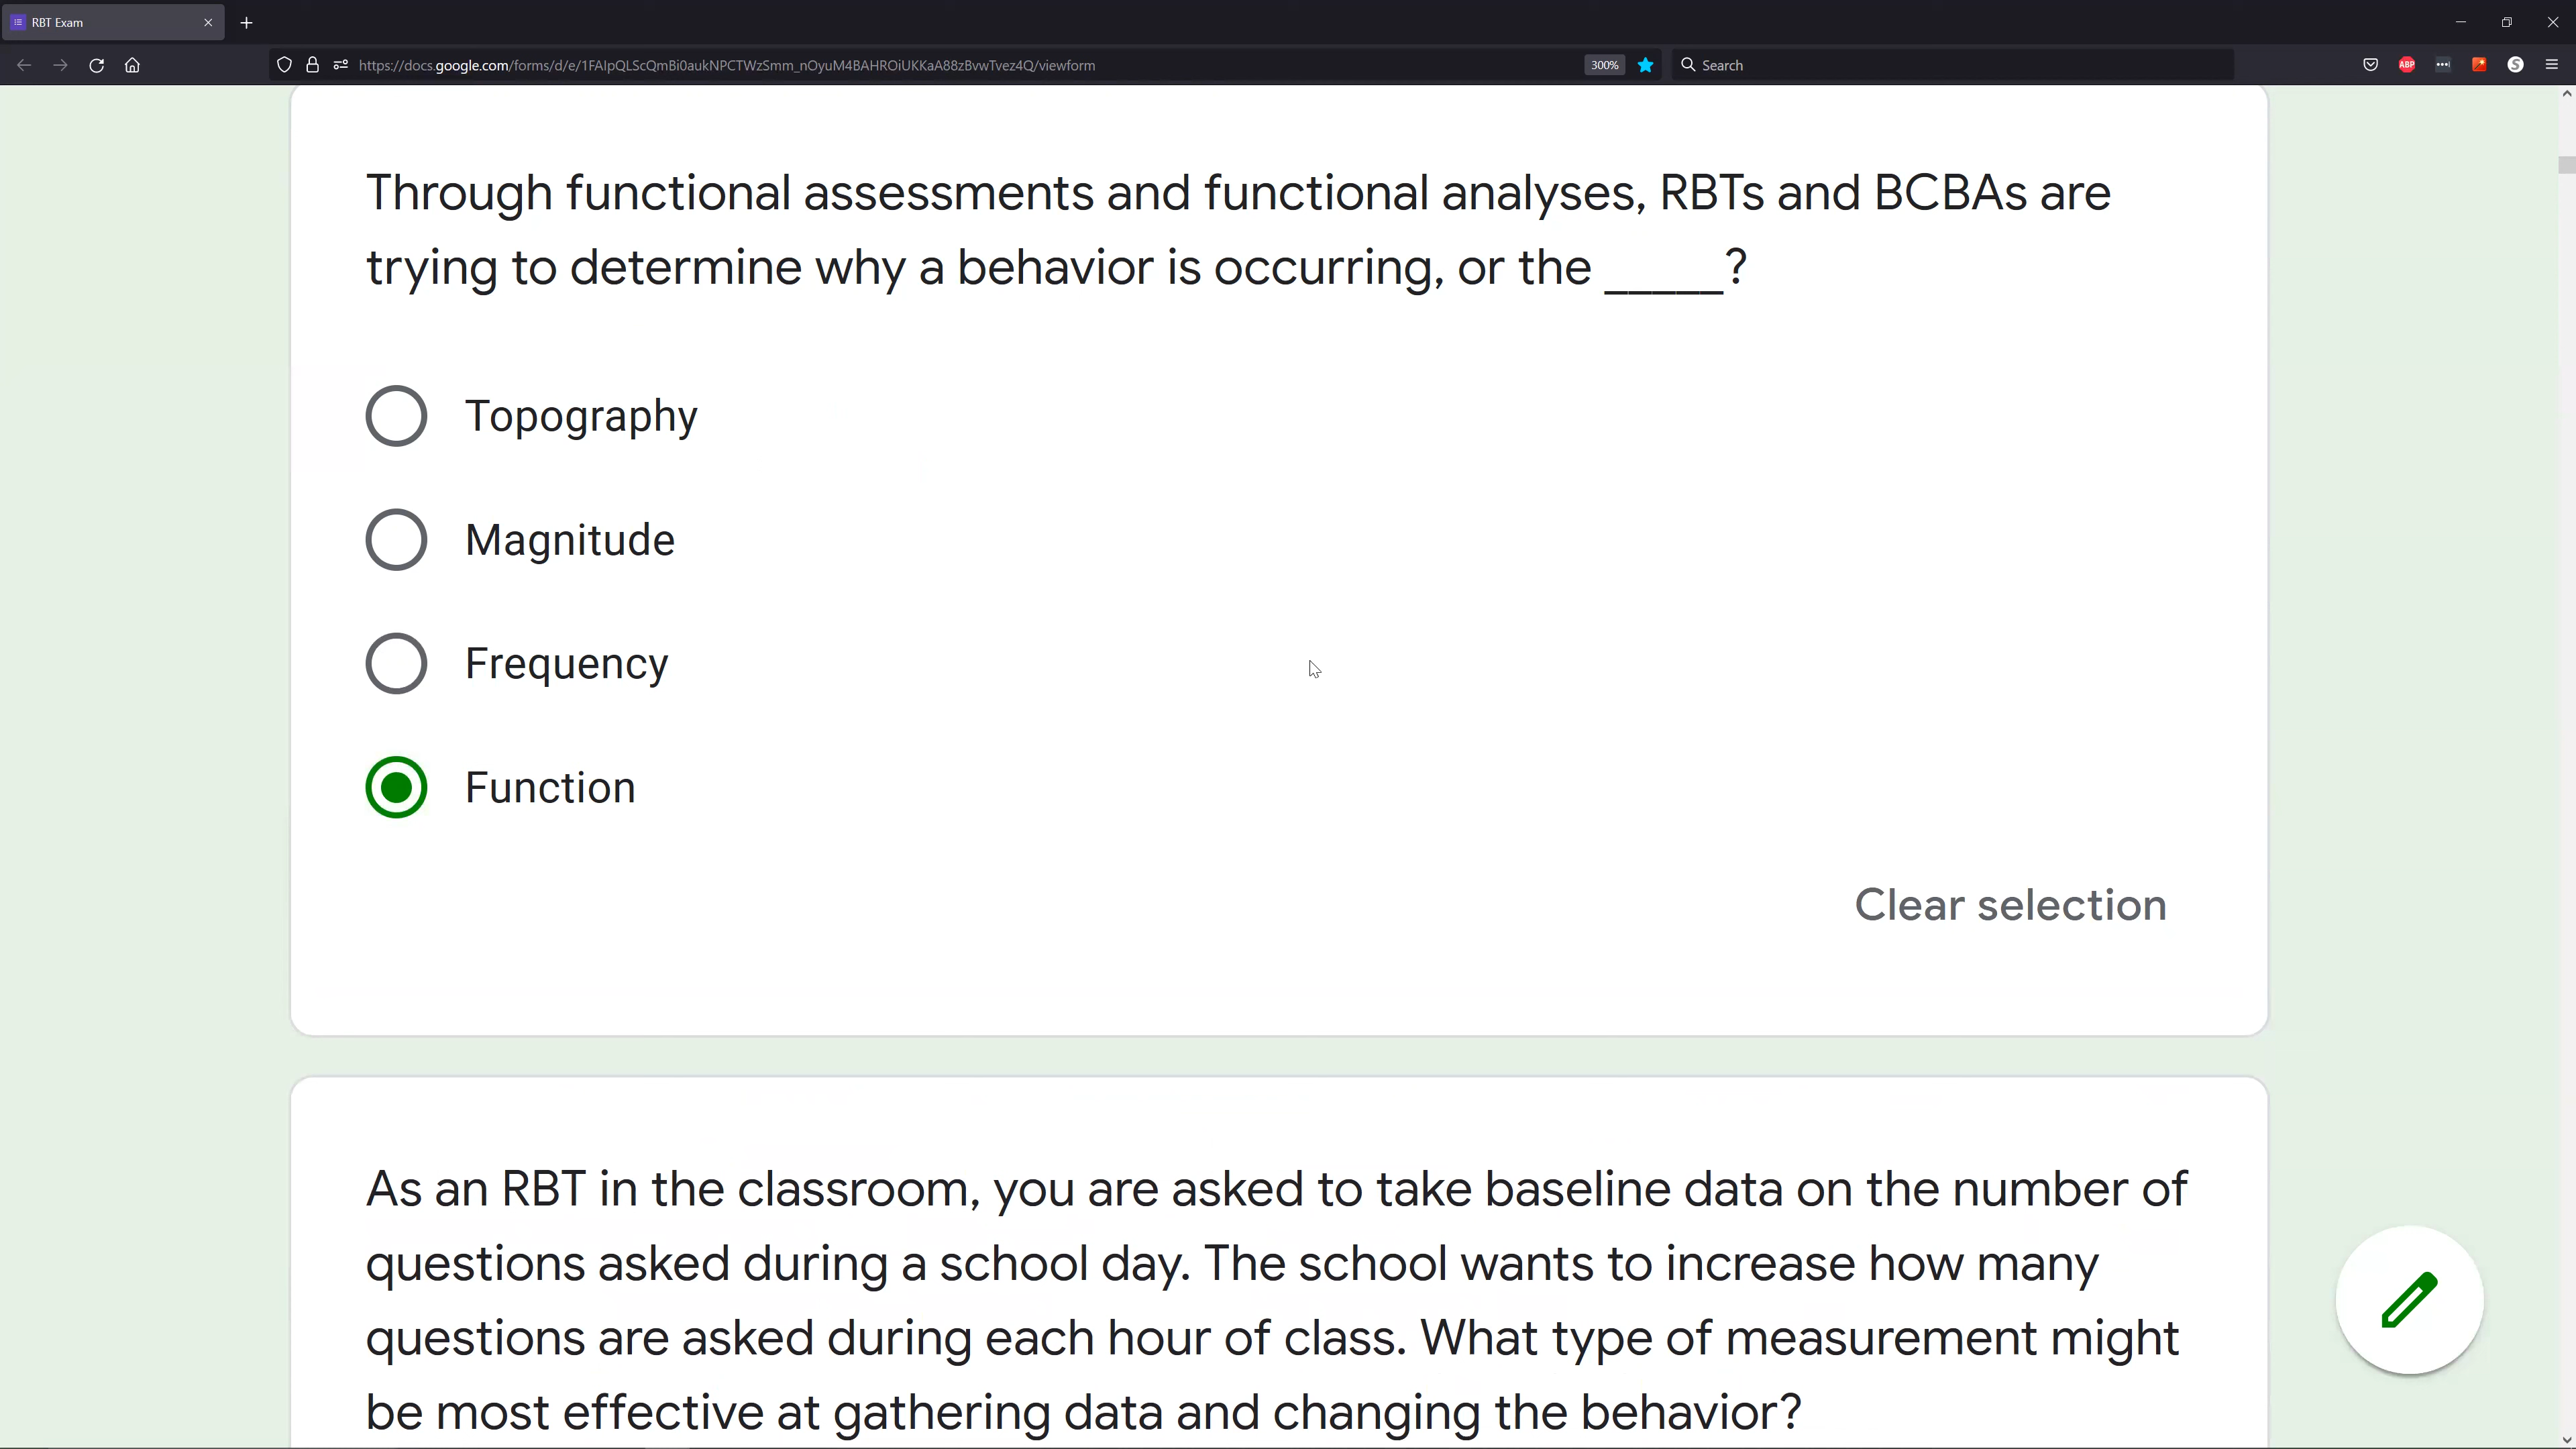 RBT Exam
https://docs.google.com/forms/d/e/1FAIpQLScQmBi0aukNPCTWzSmm_nOyuM4BAHROiUKKaA88zBvwTvez4Q/viewform
300%
Search
ABP
Through functional assessments and functional analyses, RBTs and BCBAs are
trying to determine why a behavior is occurring, or the _____?
Topography
Magnitude
Frequency
Function
Clear selection
As an RBT in the classroom, you are asked to take baseline data on the number of
questions asked during a school day. The school wants to increase how many
questions are asked during each hour of class. What type of measurement might
be most effective at gathering data and changing the behavior?